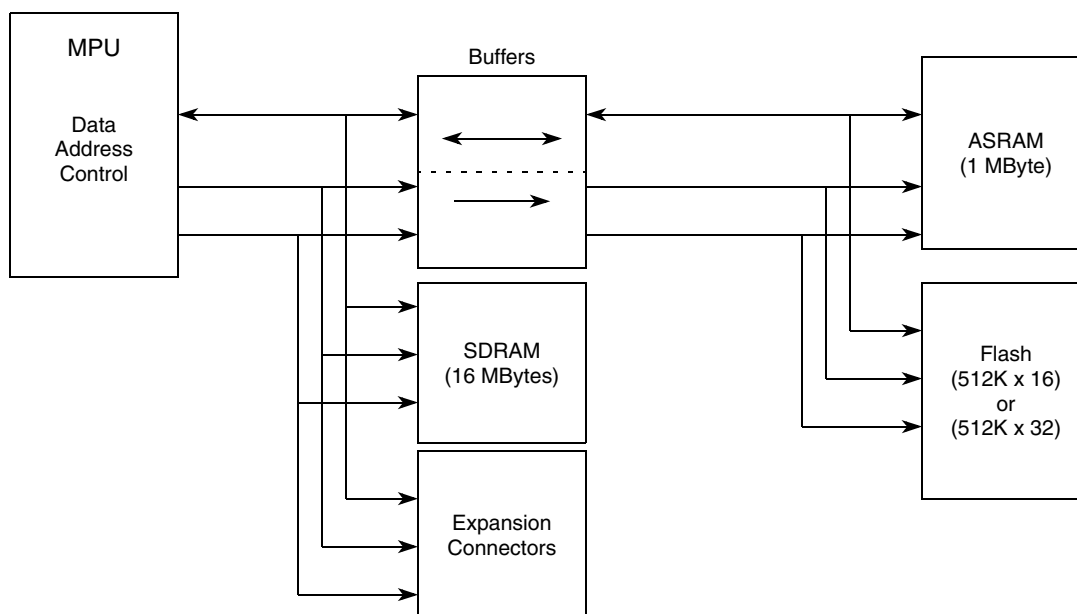 MPU
Data
Address
Control
Buffers
ASRAM
(1 MByte)
SDRAM
(16 MBytes)
Flash
(512K x 16)
or
(512K x 32)
Expansion
Connectors